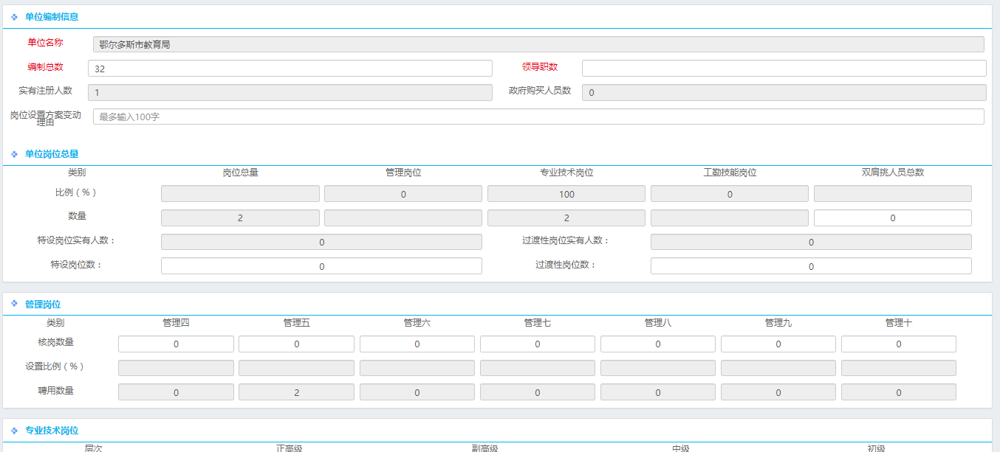 单位编制信息
单位名称 鄂尔多斯市教育局
编制总数 32 领导职数
实有注册人数 1 政府购买人员数 0
岗位设置方案变动理由 最多输入100字
单位岗位总量
类别 岗位总量 管理岗位 专业技术岗位 工勤技能岗位 双肩挑人员总数
比例(%) 0 100 0
数量 2 2 0
特设岗位实有人数： 0 过渡性岗位实有人数： 0
特设岗位数： 0 过渡性岗位数： 0
管理岗位
类别 管理四 管理五 管理六 管理七 管理八 管理九 管理十
核岗数量 0 0 0 0 0 0 0
设置比例(%)
聘用数量 0 2 0 0 0 0 0
专业技术岗位
层次 正高级 副高级 中级 初级